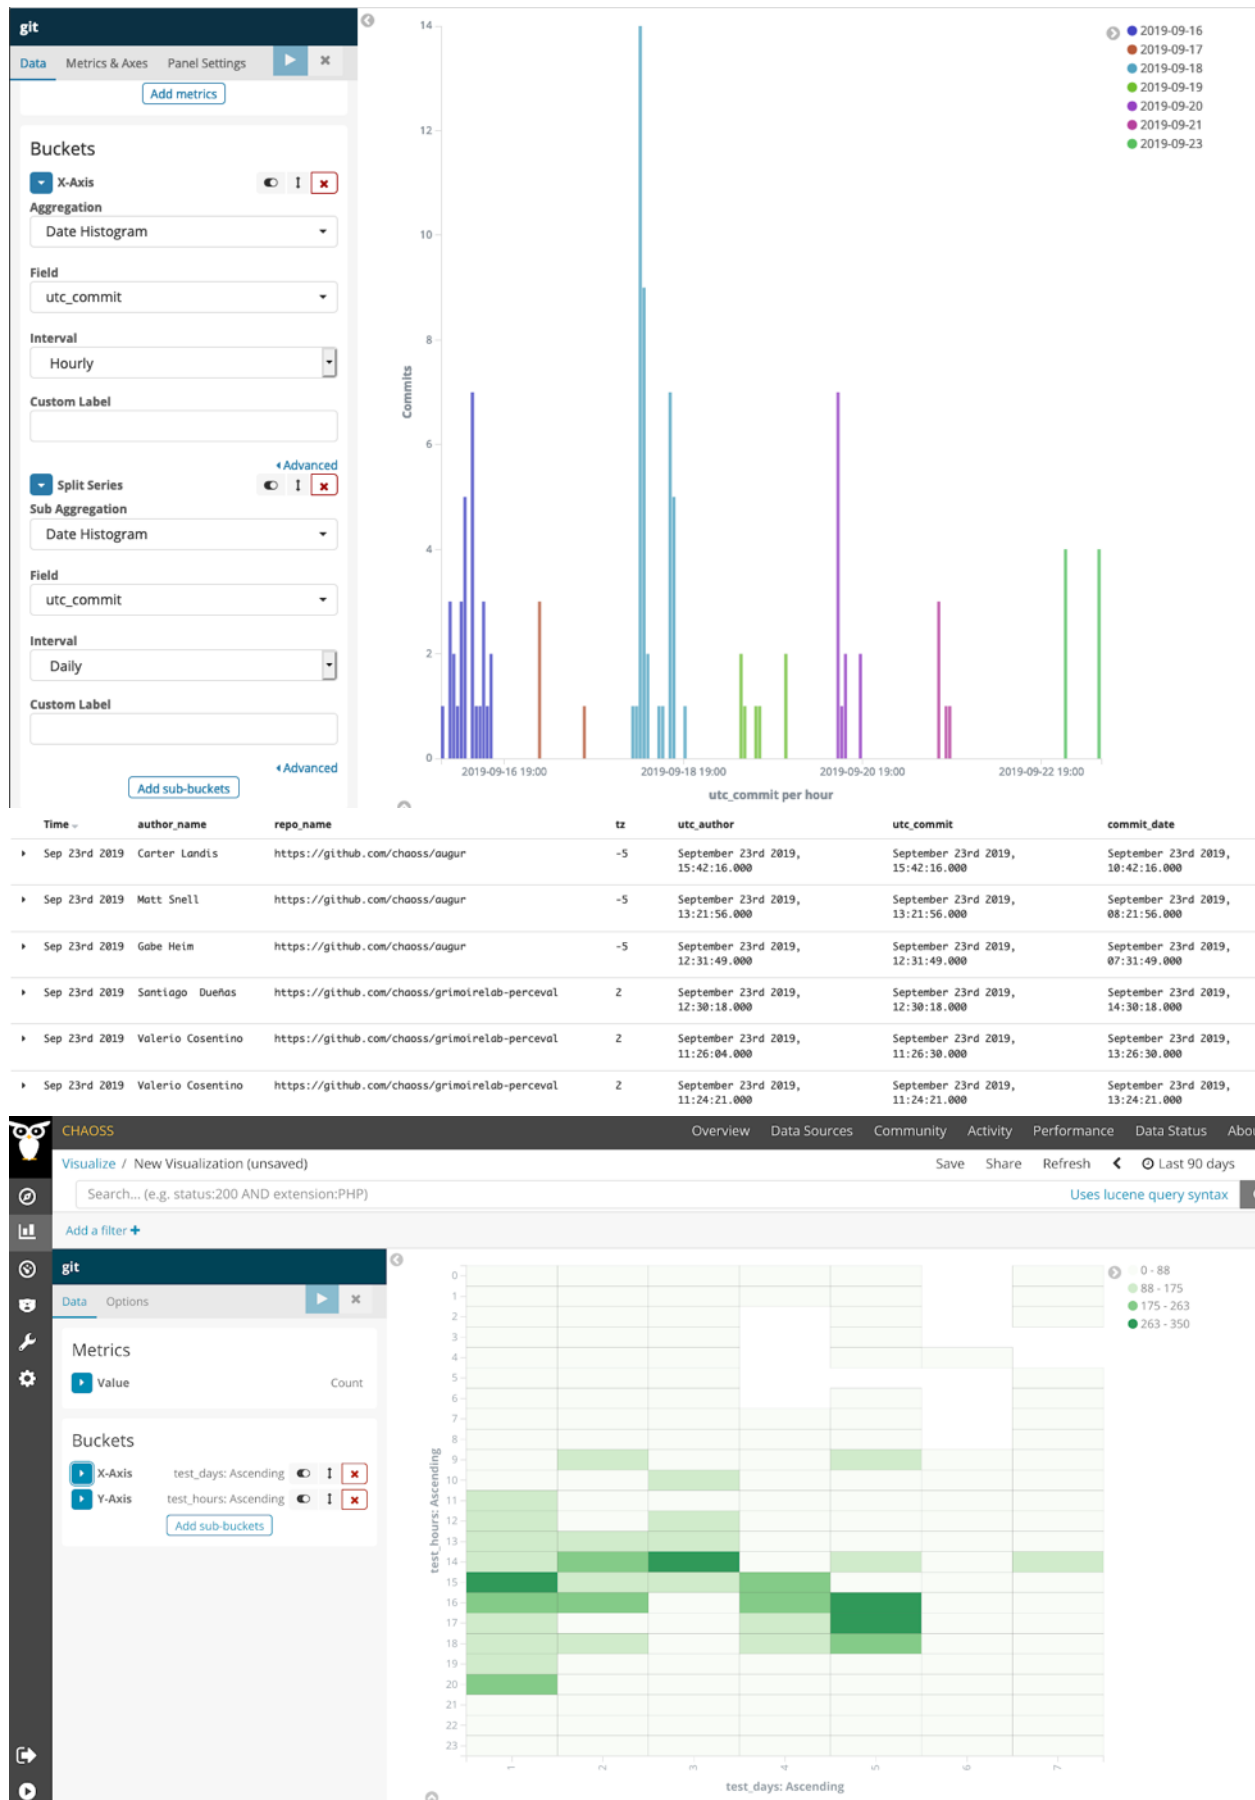 git
Data Metrics & Axes Panel Settings
Add metrics
Buckets
X-Axis
Aggregation
Date Histogram
Field
utc_commit
Interval
Hourly
Custom Label
Advanced
Split Series
Sub Aggregation
Date Histogram
Field
utc_commit
Interval
Daily
Custom Label
Advanced
Add sub-buckets
14
12
10
8
6
4
2
0
Commits
2019-09-16 19:00 2019-09-18 19:00 2019-09-20 19:00 2019-09-22 19:00
utc_commit per hour
2019-09-16
2019-09-17
2019-09-18
2019-09-19
2019-09-20
2019-09-21
2019-09-23
Time author_name repo_name tz utc_author utc_commit commit_date
Sep 23rd 2019 Carter Landis https://github.com/chaoss/augur -5 September 23rd 2019, September 23rd 2019, September 23rd 2019,
15:42:16.000 15:42:16.000 10:42:16.000
Sep 23rd 2019 Matt Snell https://github.com/chaoss/augur -5 September 23rd 2019, September 23rd 2019, September 23rd 2019,
13:21:56.000 13:21:56.000 08:21:56.000
Sep 23rd 2019 Gabe Heim https://github.com/chaoss/augur -5 September 23rd 2019, September 23rd 2019, September 23rd 2019,
12:31:49.000 12:31:49.000 07:31:49.000
Sep 23rd 2019 Santiago Dueñas https://github.com/chaoss/grimoirelab-perceval 2 September 23rd 2019, September 23rd 2019, September 23rd 2019,
12:30:18.000 12:30:18.000 14:30:18.000
Sep 23rd 2019 Valerio Cosentino https://github.com/chaoss/grimoirelab-perceval 2 September 23rd 2019, September 23rd 2019, September 23rd 2019,
11:26:04.000 11:26:30.000 13:26:30.000
Sep 23rd 2019 Valerio Cosentino https://github.com/chaoss/grimoirelab-perceval 2 September 23rd 2019, September 23rd 2019, September 23rd 2019,
11:24:21.000 11:24:21.000 13:24:21.000
CHAOSS Overview Data Sources Community Activity Performance Data Status Abou
Visualize / New Visualization (unsaved) Save Share Refresh Last 90 days
Search... (e.g. status:200 AND extension:PHP) Uses lucene query syntax
Add a filter
git
Data Options
Metrics
Value Count
Buckets
X-Axis test_days: Ascending
Y-Axis test_hours: Ascending
Add sub-buckets
0
1
2
3
4
5
6
7
8
9
10
11
12
13
14
15
16
17
18
19
20
21
22
23
test_hours: Ascending
1 2 3 4 5 6 7
test_days: Ascending
0 - 88
88 - 175
175 - 263
263 - 350